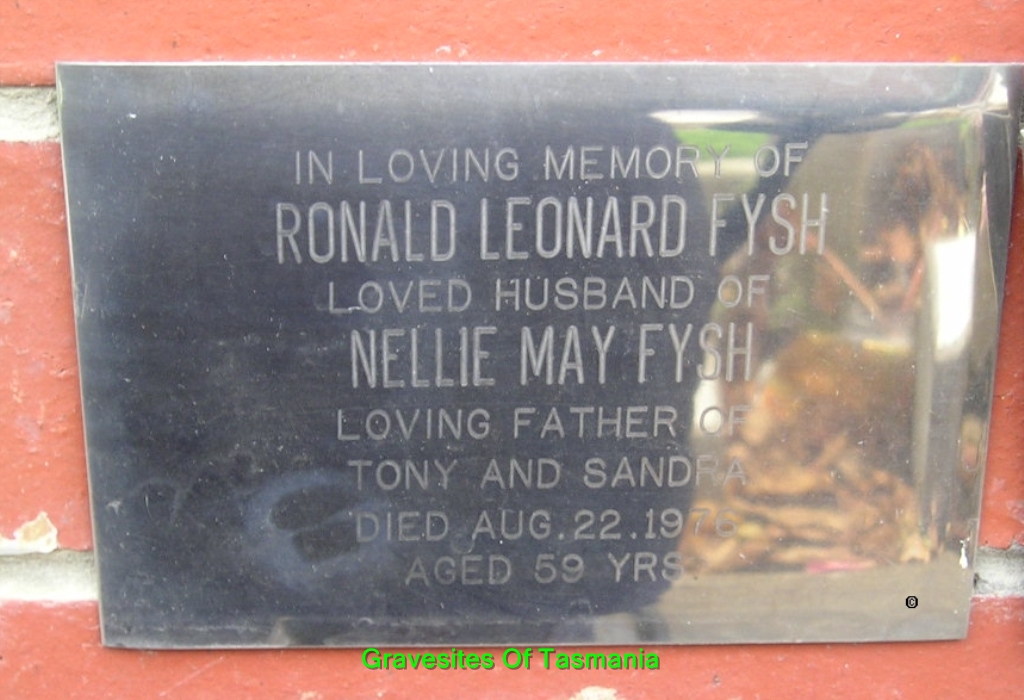 IN LOVING MEMORY OF
RONALD LEONARD FYSH
LOVED HUSBAND OF
NELLIE MAY FYSH
LOVING FATHER OF
TONY AND SANDRA
DIED AUG.22.1976
AGED 59 YRS
©
Gravesites Of Tasmania